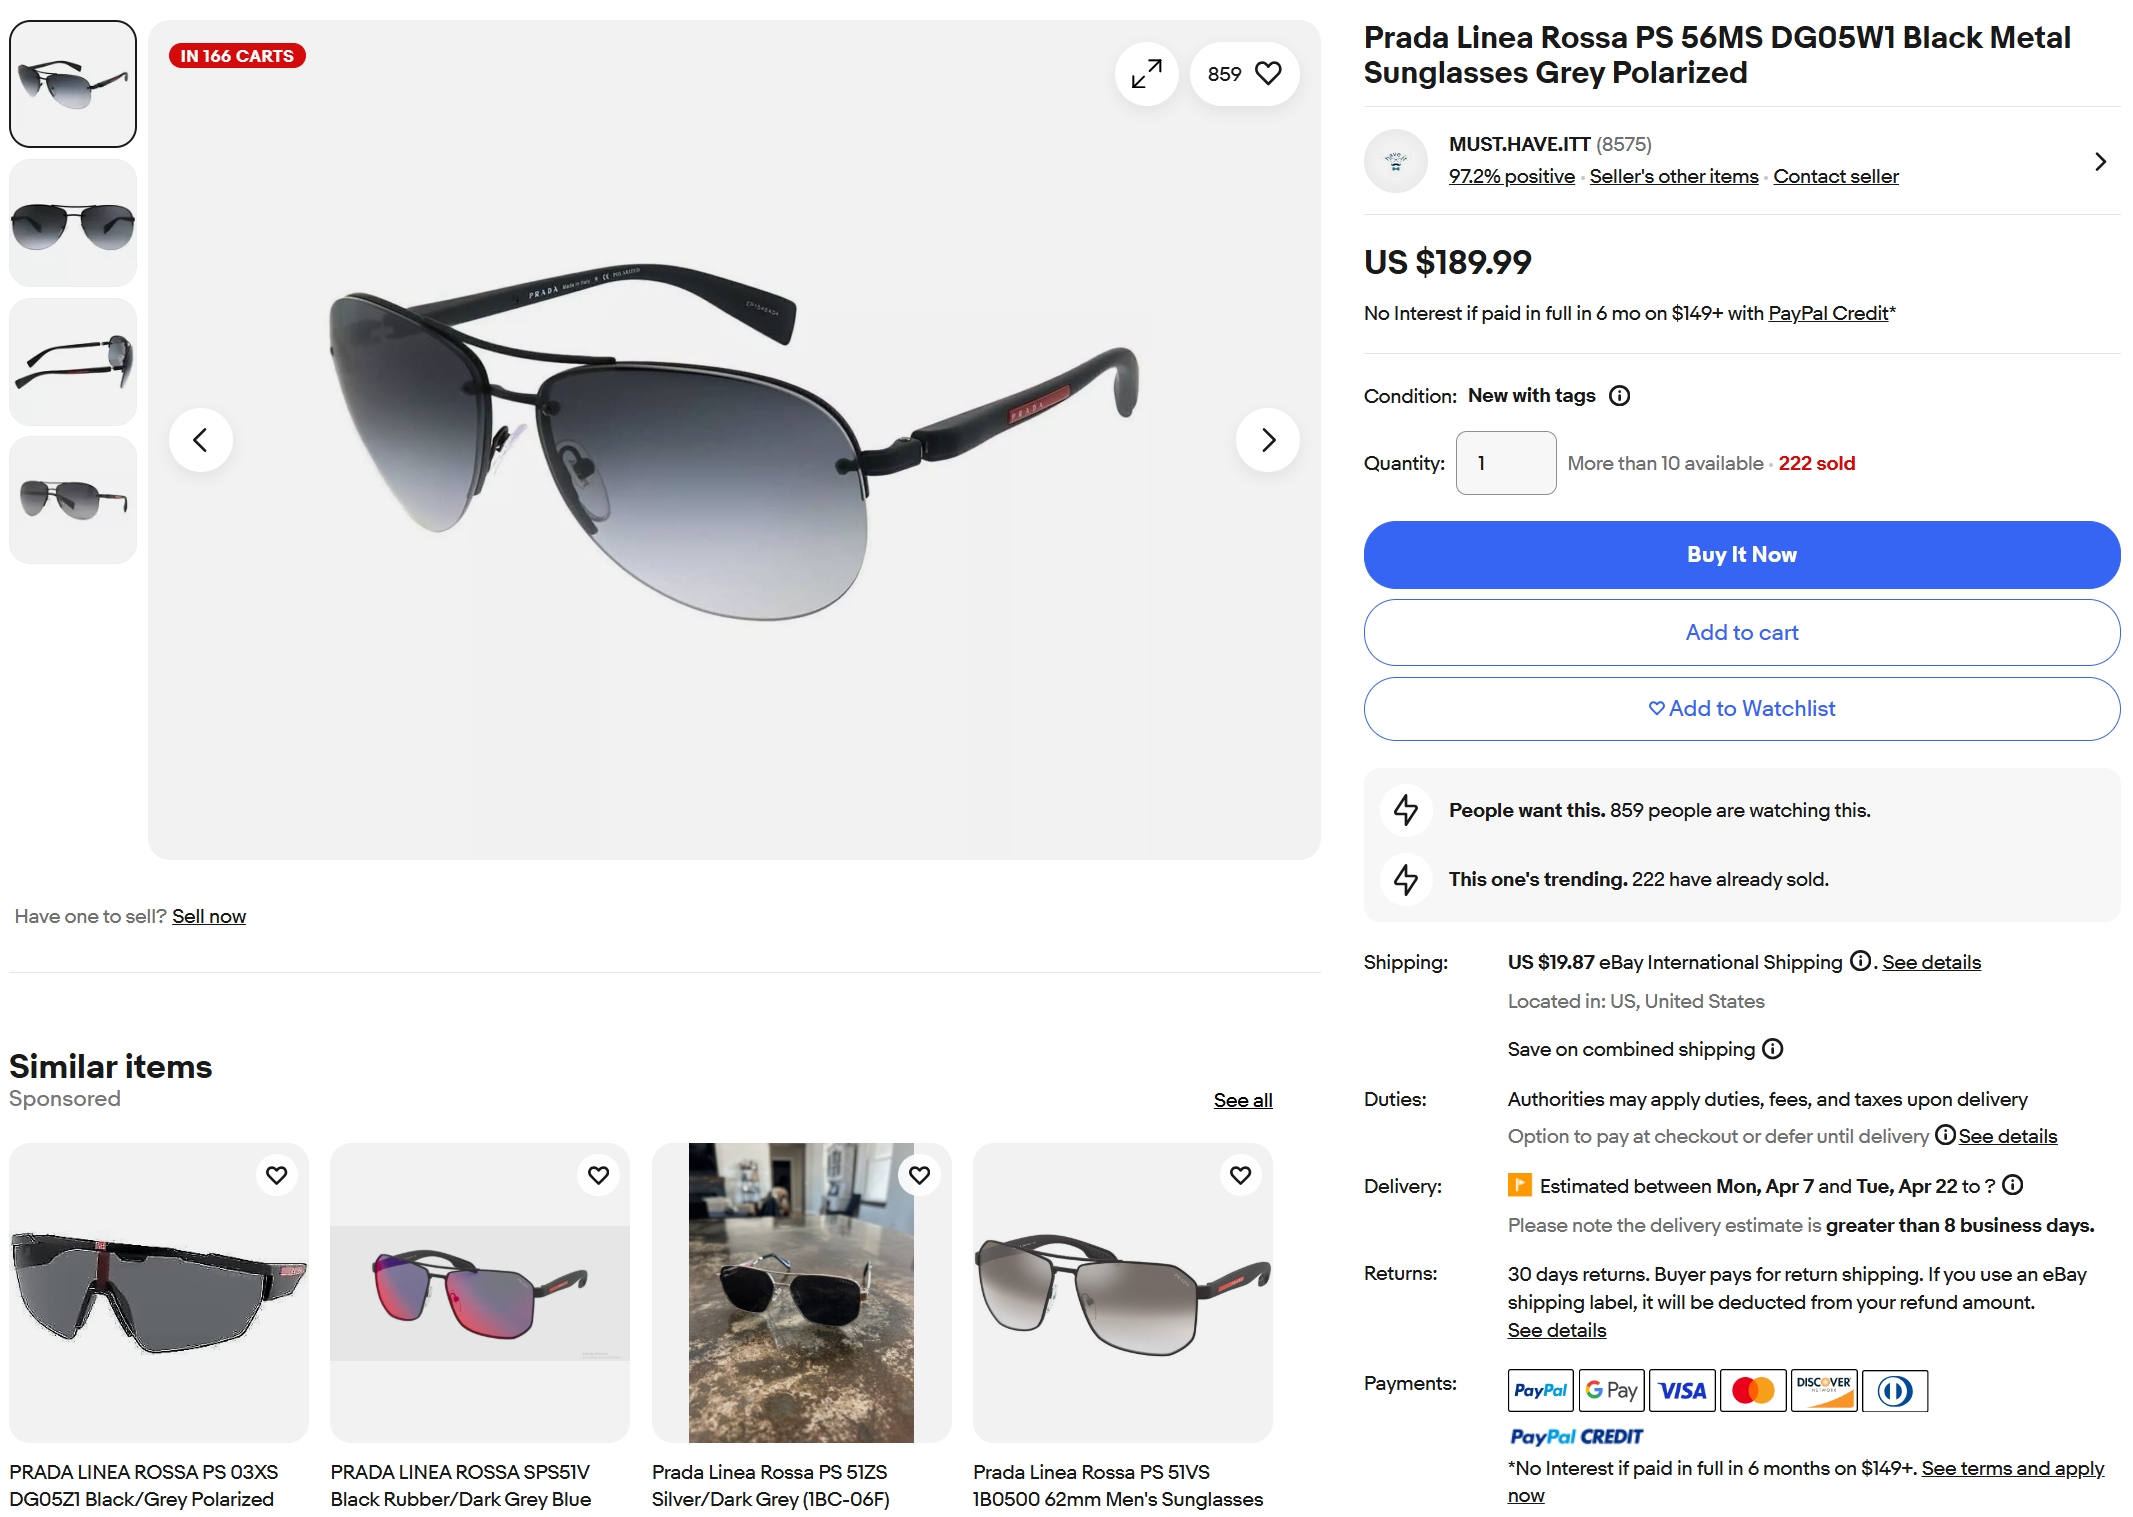 IN 166 CARTS
859
PRADA Made in Italy CE POLARIZED
PRADA
Have one to sell? Sell now
Prada Linea Rossa PS 56MS DG05W1 Black Metal
Sunglasses Grey Polarized
MUST.HAVE.ITT (8575)
97.2% positive · Seller's other items · Contact seller
US $189.99
No Interest if paid in full in 6 mo on $149+ with PayPal Credit*
Condition: New with tags
Quantity: 1 More than 10 available · 222 sold
Buy It Now
Add to cart
Add to Watchlist
People want this. 859 people are watching this.
This one's trending. 222 have already sold.
Shipping: US $19.87 eBay International Shipping . See details
Located in: US, United States
Save on combined shipping
Duties: Authorities may apply duties, fees, and taxes upon delivery
Option to pay at checkout or defer until delivery See details
Delivery: Estimated between Mon, Apr 7 and Tue, Apr 22 to ?
Please note the delivery estimate is greater than 8 business days.
Returns: 30 days returns. Buyer pays for return shipping. If you use an eBay
shipping label, it will be deducted from your refund amount.
See details
Payments: PayPal G Pay VISA DISCOVER NETWORK
PayPal CREDIT
*No Interest if paid in full in 6 months on $149+. See terms and apply
now
Similar items
Sponsored
See all
PRADA LINEA ROSSA PS 03XS
DG05Z1 Black/Grey Polarized
PRADA LINEA ROSSA SPS51V
Black Rubber/Dark Grey Blue
Prada Linea Rossa PS 51ZS
Silver/Dark Grey (1BC-06F)
Prada Linea Rossa PS 51VS
1B0500 62mm Men's Sunglasses